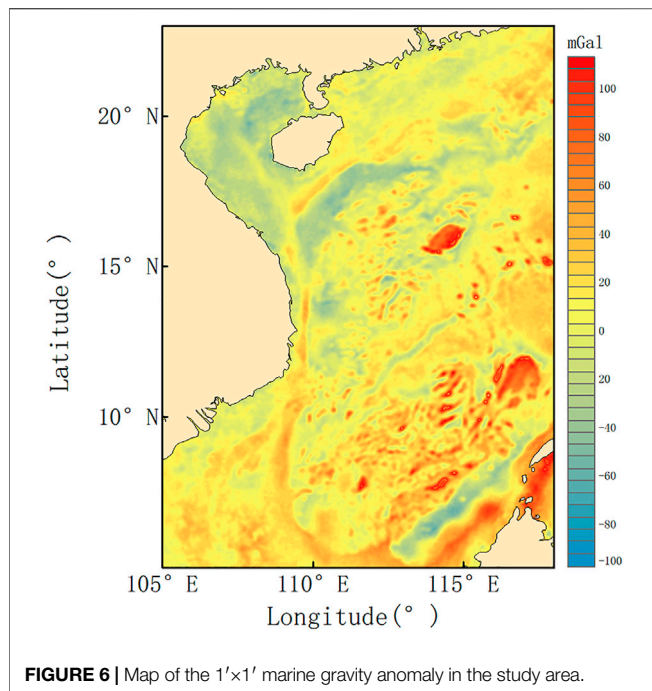 mGal
100
80
60
40
20
0
20
−40
−60
−80
−100
20° N
15° N
10° N
Latitude(° )
105° E
110° E
115° E
Longitude(° )
FIGURE 6 | Map of the 1′×1′ marine gravity anomaly in the study area.